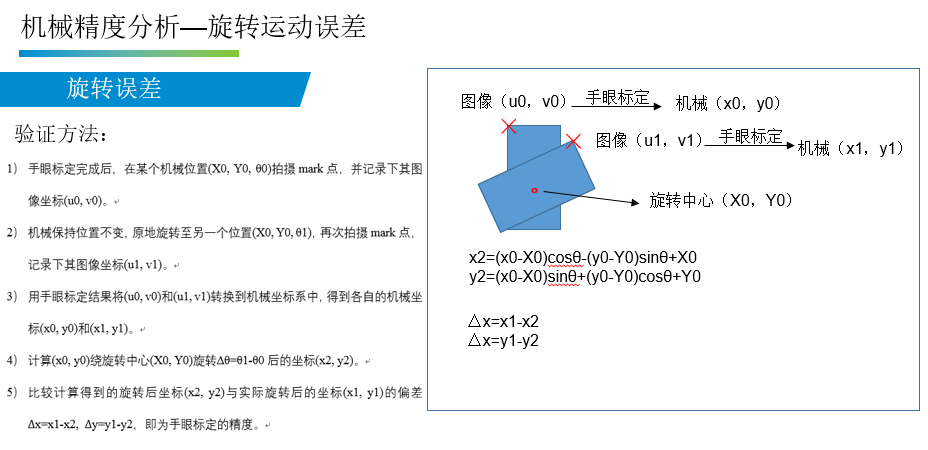 机械精度分析—旋转运动误差
旋转误差
验证方法：
1） 手眼标定完成后，在某个机械位置(X0, Y0, θ0)拍摄 mark 点，并记录下其图
像坐标(u0, v0)。
2） 机械保持位置不变，原地旋转至另一个位置(X0, Y0, θ1)，再次拍摄 mark 点，
记录下其图像坐标(u1, v1)。
3） 用手眼标定结果将(u0, v0)和(u1, v1)转换到机械坐标系中，得到各自的机械坐
标(x0, y0)和(x1, y1)。
4） 计算(x0, y0)绕旋转中心(X0, Y0)旋转Δθ=θ1-θ0 后的坐标(x2, y2)。
5） 比较计算得到的旋转后坐标(x2, y2)与实际旋转后的坐标(x1, y1)的偏差
Δx=x1-x2, Δy=y1-y2，即为手眼标定的精度。
图像（u0，v0） 手眼标定 机械（x0，y0）
图像（u1，v1） 手眼标定 机械（x1，y1）
旋转中心（X0，Y0）
x2=(x0-X0)cosθ-(y0-Y0)sinθ+X0
y2=(x0-X0)sinθ+(y0-Y0)cosθ+Y0
△x=x1-x2
△x=y1-y2